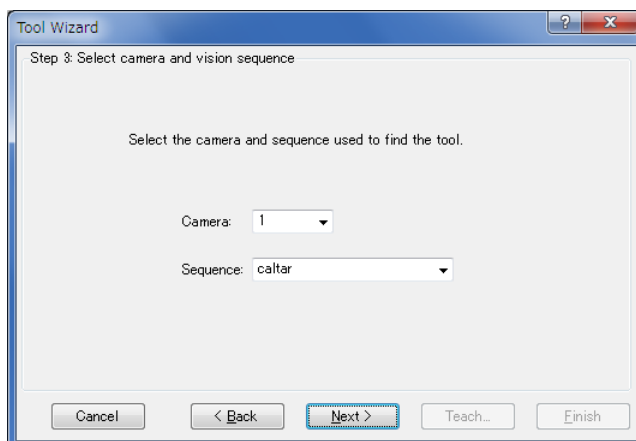 Tool Wizard
?
Step 3: Select camera and vision sequence
Select the camera and sequence used to find the tool.
Camera: 1
Sequence: caltar
Cancel < Back Next > Teach... Finish